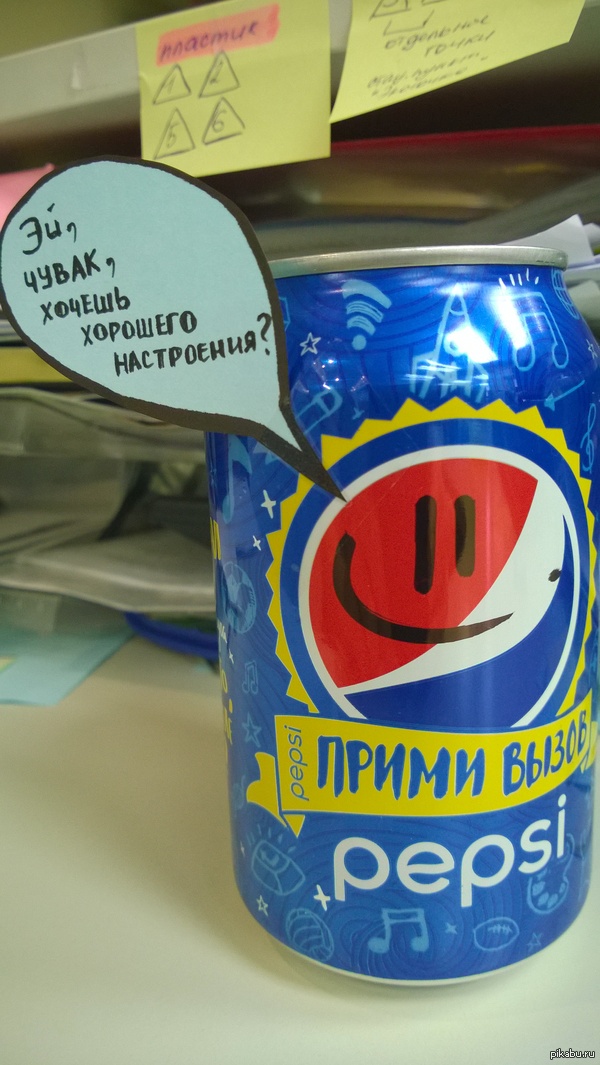 пластик
1 2
5 6
отдельные
точки
Эй,
чувак,
хочешь
хорошего
настроения?
pepsi
ПРИМИ ВЫЗОВ
pepsi
pikabu.ru